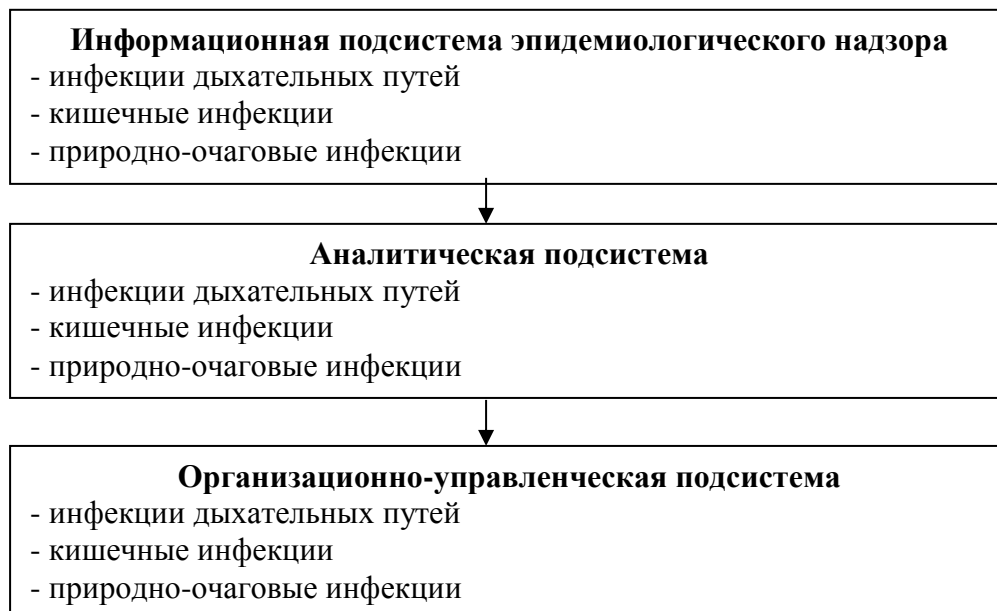 Информационная подсистема эпидемиологического надзора
- инфекции дыхательных путей
- кишечные инфекции
- природно-очаговые инфекции
Аналитическая подсистема
- инфекции дыхательных путей
- кишечные инфекции
- природно-очаговые инфекции
Организационно-управленческая подсистема
- инфекции дыхательных путей
- кишечные инфекции
- природно-очаговые инфекции